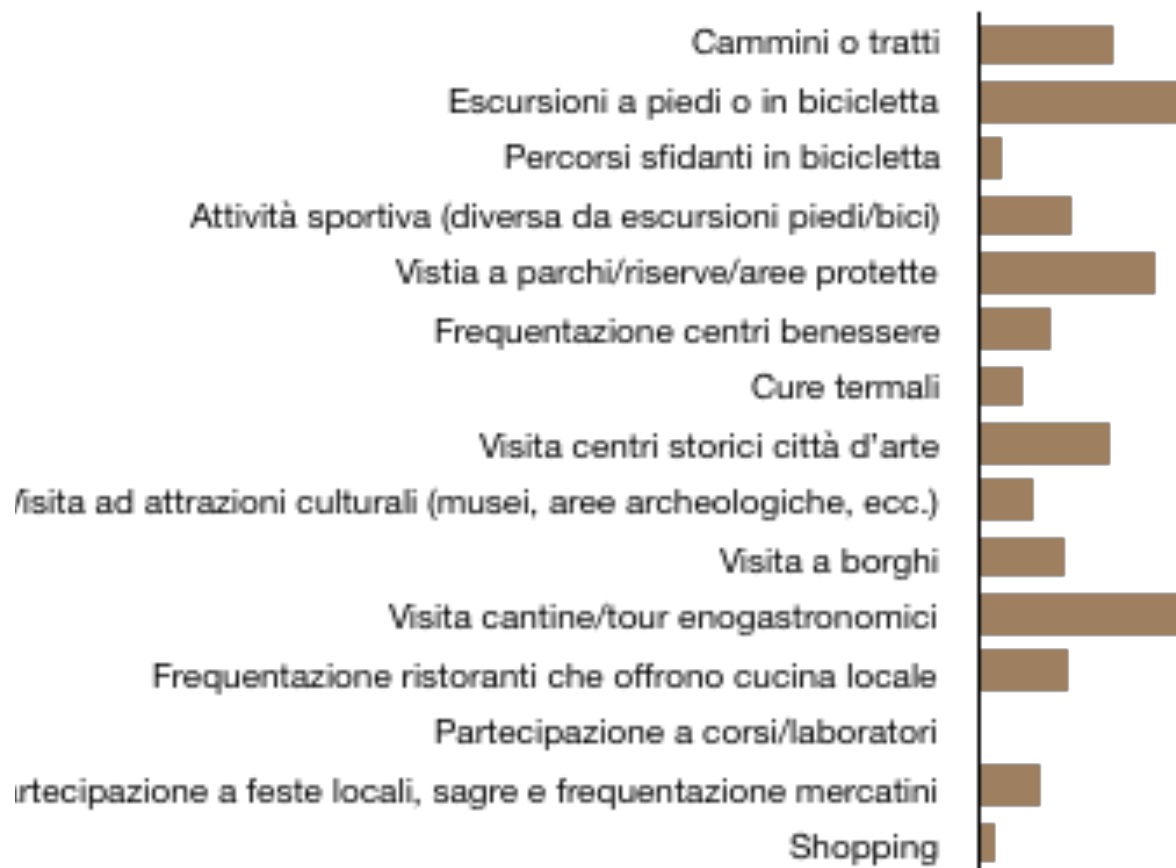 Cammini o tratti
Escursioni a piedi o in bicicletta
Percorsi sfidanti in bicicletta
Attività sportiva (diversa da escursioni piedi/bici)
Vistia a parchi/riserve/aree protette
Frequentazione centri benessere
Cure termali
Visita centri storici città d'arte
isita ad attrazioni culturali (musei, aree archeologiche, ecc.)
Visita a borghi
Visita cantine/tour enogastronomici
Frequentazione ristoranti che offrono cucina locale
Partecipazione a corsi/laboratori
rtecipazione a feste locali, sagre e frequentazione mercatini
Shopping